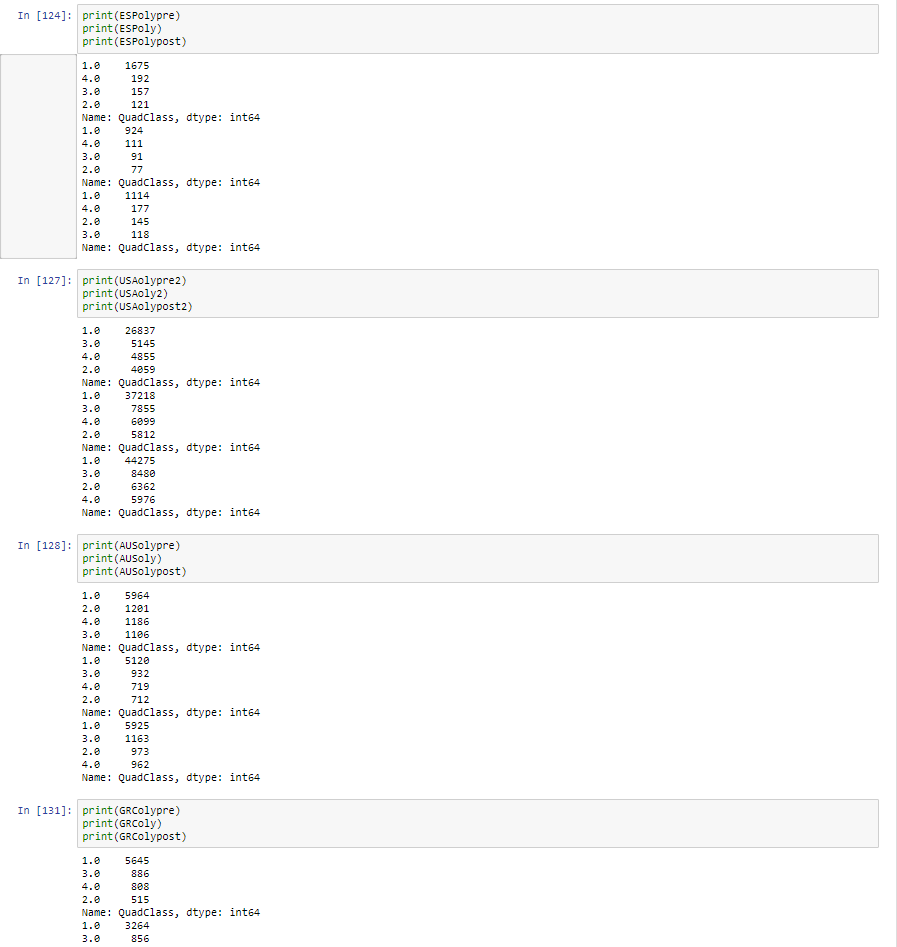 In [124]: print(ESPolypre)
print(ESPoly)
print(ESPolypost)
1.0    1675
4.0     192
3.0     157
2.0     121
Name: QuadClass, dtype: int64
1.0    924
4.0    111
3.0     91
2.0     77
Name: QuadClass, dtype: int64
1.0    1114
4.0     177
2.0     145
3.0     118
Name: QuadClass, dtype: int64
In [127]: print(USAolypre2)
print(USAoly2)
print(USAolypost2)
1.0    26837
3.0     5145
4.0     4855
2.0     4059
Name: QuadClass, dtype: int64
1.0    37218
3.0     7855
4.0     6099
2.0     5812
Name: QuadClass, dtype: int64
1.0    44275
3.0     8480
2.0     6362
4.0     5976
Name: QuadClass, dtype: int64
In [128]: print(AUSolypre)
print(AUSoly)
print(AUSolypost)
1.0    5964
2.0    1201
4.0    1186
3.0    1106
Name: QuadClass, dtype: int64
1.0    5120
3.0     932
4.0     719
2.0     712
Name: QuadClass, dtype: int64
1.0    5925
3.0    1163
2.0     973
4.0     962
Name: QuadClass, dtype: int64
In [131]: print(GRColypre)
print(GRColy)
print(GRColypost)
1.0    5645
3.0     886
4.0     808
2.0     515
Name: QuadClass, dtype: int64
1.0    3264
3.0     856